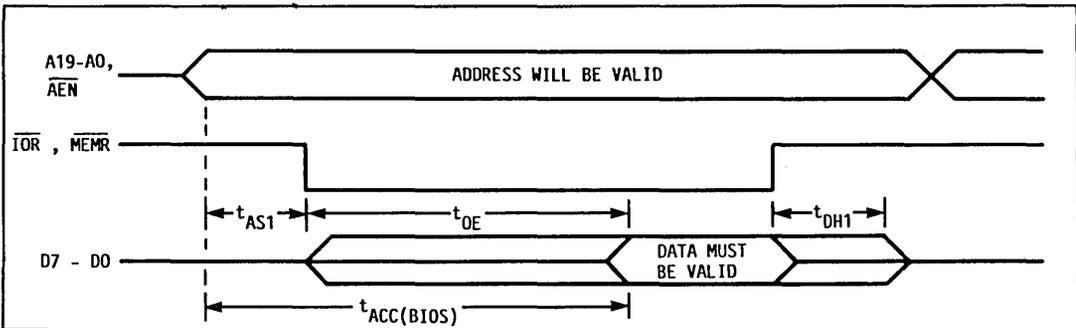 A19-A0,
AEN
ADDRESS WILL BE VALID
IOR , MEMR
tAS1
tOE
tDH1
D7 - D0
DATA MUST
BE VALID
tACC(BIOS)